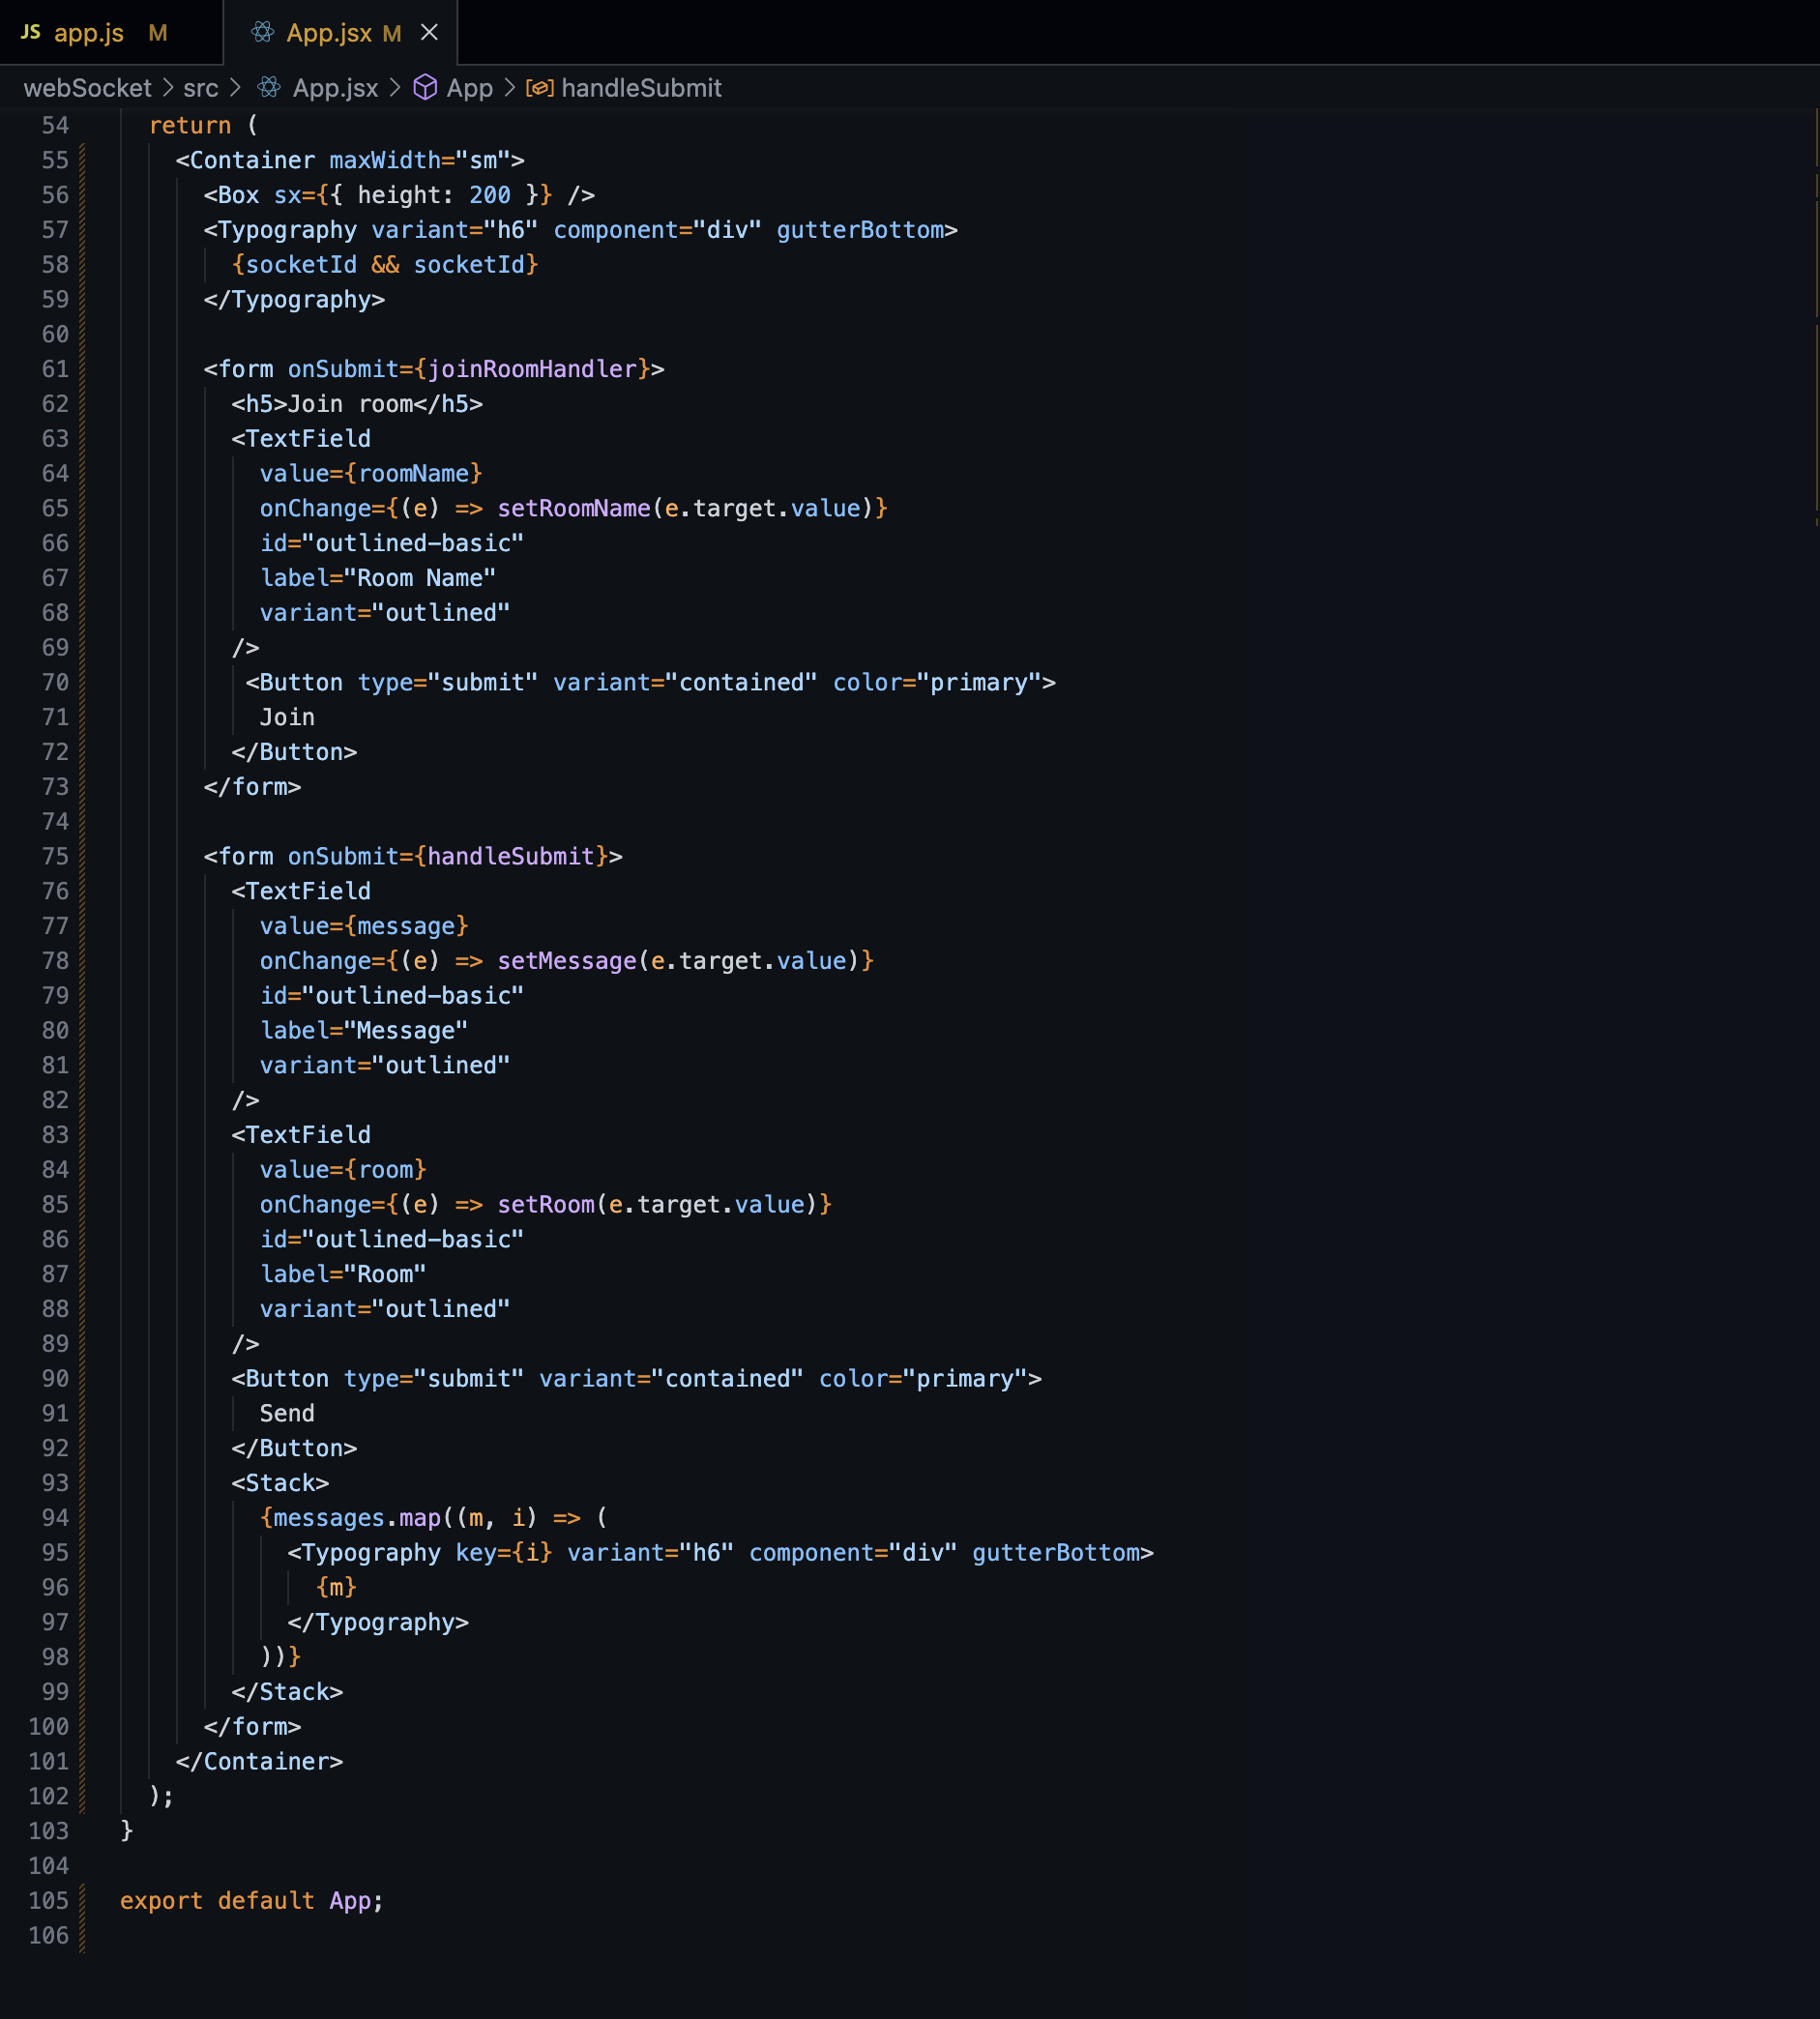 JS app.js M App.jsx M
webSocket > src > App.jsx > App > handleSubmit
54 return (
55 <Container maxWidth="sm">
56 <Box sx={{ height: 200 }} />
57 <Typography variant="h6" component="div" gutterBottom>
58 {socketId && socketId}
59 </Typography>
60
61 <form onSubmit={joinRoomHandler}>
62 <h5>Join room</h5>
63 <TextField
64 value={roomName}
65 onChange={(e) => setRoomName(e.target.value)}
66 id="outlined-basic"
67 label="Room Name"
68 variant="outlined"
69 />
70 <Button type="submit" variant="contained" color="primary">
71 Join
72 </Button>
73 </form>
74
75 <form onSubmit={handleSubmit}>
76 <TextField
77 value={message}
78 onChange={(e) => setMessage(e.target.value)}
79 id="outlined-basic"
80 label="Message"
81 variant="outlined"
82 />
83 <TextField
84 value={room}
85 onChange={(e) => setRoom(e.target.value)}
86 id="outlined-basic"
87 label="Room"
88 variant="outlined"
89 />
90 <Button type="submit" variant="contained" color="primary">
91 Send
92 </Button>
93 <Stack>
94 {messages.map((m, i) => (
95 <Typography key={i} variant="h6" component="div" gutterBottom>
96 {m}
97 </Typography>
98 ))}
99 </Stack>
100 </form>
101 </Container>
102 );
103 }
104
105 export default App;
106